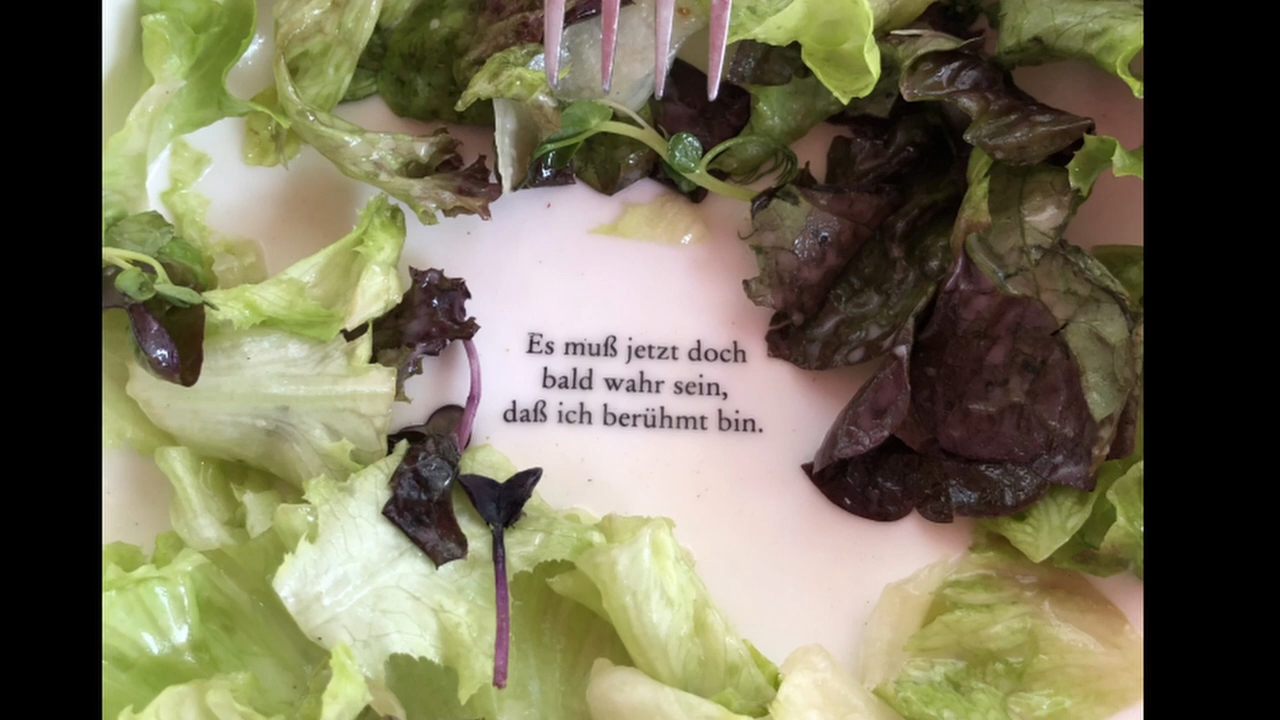 Es muß jetzt doch
bald wahr sein,
daß ich berühmt bin.